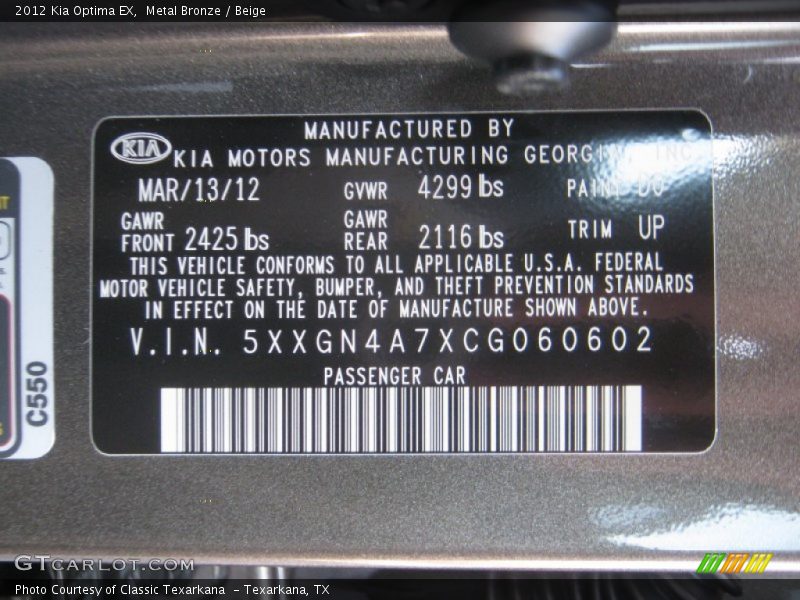 2012 Kia Optima EX, Metal Bronze / Beige
MANUFACTURED BY
KIA KIA MOTORS MANUFACTURING GEORGIA, INC
MAR/13/12 GVWR 4299 lbs PAINT
GAWR FRONT 2425 lbs GAWR REAR 2116 lbs TRIM UP
THIS VEHICLE CONFORMS TO ALL APPLICABLE U.S.A. FEDERAL
MOTOR VEHICLE SAFETY, BUMPER, AND THEFT PREVENTION STANDARDS
IN EFFECT ON THE DATE OF MANUFACTURE SHOWN ABOVE.
V.I.N. 5XXGN4A7XCG060602
PASSENGER CAR
C550
GTCARLOT.COM
Photo Courtesy of Classic Texarkana - Texarkana, TX